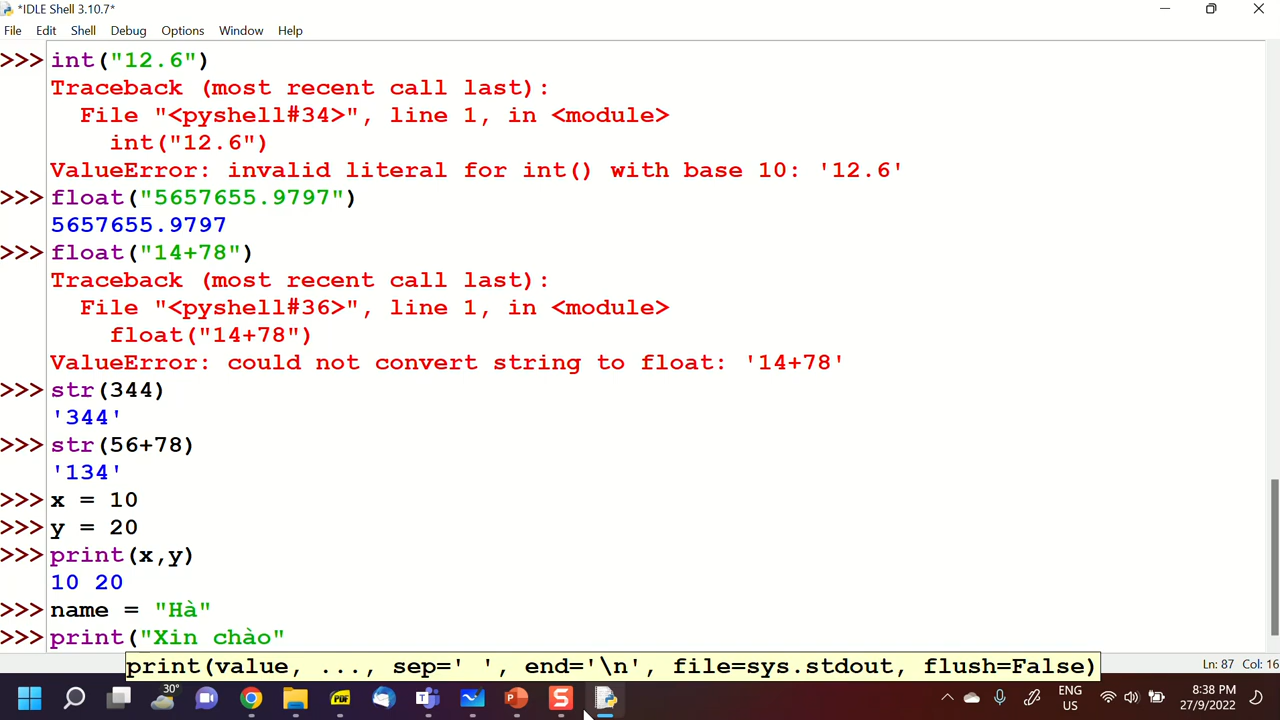 *IDLE Shell 3.10.7*
File Edit Shell Debug Options Window Help
>>> int("12.6")
Traceback (most recent call last):
  File "<pyshell#34>", line 1, in <module>
    int("12.6")
ValueError: invalid literal for int() with base 10: '12.6'
>>> float("5657655.9797")
5657655.9797
>>> float("14+78")
Traceback (most recent call last):
  File "<pyshell#36>", line 1, in <module>
    float("14+78")
ValueError: could not convert string to float: '14+78'
>>> str(344)
'344'
>>> str(56+78)
'134'
>>> x = 10
>>> y = 20
>>> print(x,y)
10 20
>>> name = "Hà"
>>> print("Xin chào"
print(value, ..., sep=' ', end='\n', file=sys.stdout, flush=False)
Ln: 87 Col: 16
30°
PDF
S
ENG
US
8:38 PM
27/9/2022